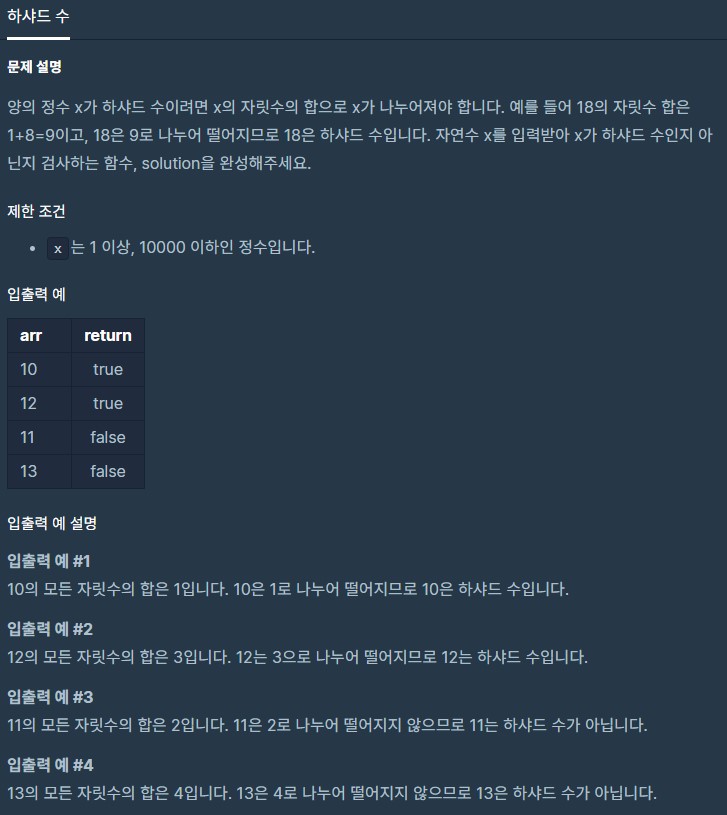 하샤드 수
문제 설명
양의 정수 x가 하샤드 수이려면 x의 자릿수의 합으로 x가 나누어져야 합니다. 예를 들어 18의 자릿수 합은
1+8=9이고, 18은 9로 나누어 떨어지므로 18은 하샤드 수입니다. 자연수 x를 입력받아 x가 하샤드 수인지 아
닌지 검사하는 함수, solution을 완성해주세요.
제한 조건
• x 는 1 이상, 10000 이하인 정수입니다.
입출력 예
arr return
10 true
12 true
11 false
13 false
입출력 예 설명
입출력 예 #1
10의 모든 자릿수의 합은 1입니다. 10은 1로 나누어 떨어지므로 10은 하샤드 수입니다.
입출력 예 #2
12의 모든 자릿수의 합은 3입니다. 12는 3으로 나누어 떨어지므로 12는 하샤드 수입니다.
입출력 예 #3
11의 모든 자릿수의 합은 2입니다. 11은 2로 나누어 떨어지지 않으므로 11는 하샤드 수가 아닙니다.
입출력 예 #4
13의 모든 자릿수의 합은 4입니다. 13은 4로 나누어 떨어지지 않으므로 13은 하샤드 수가 아닙니다.